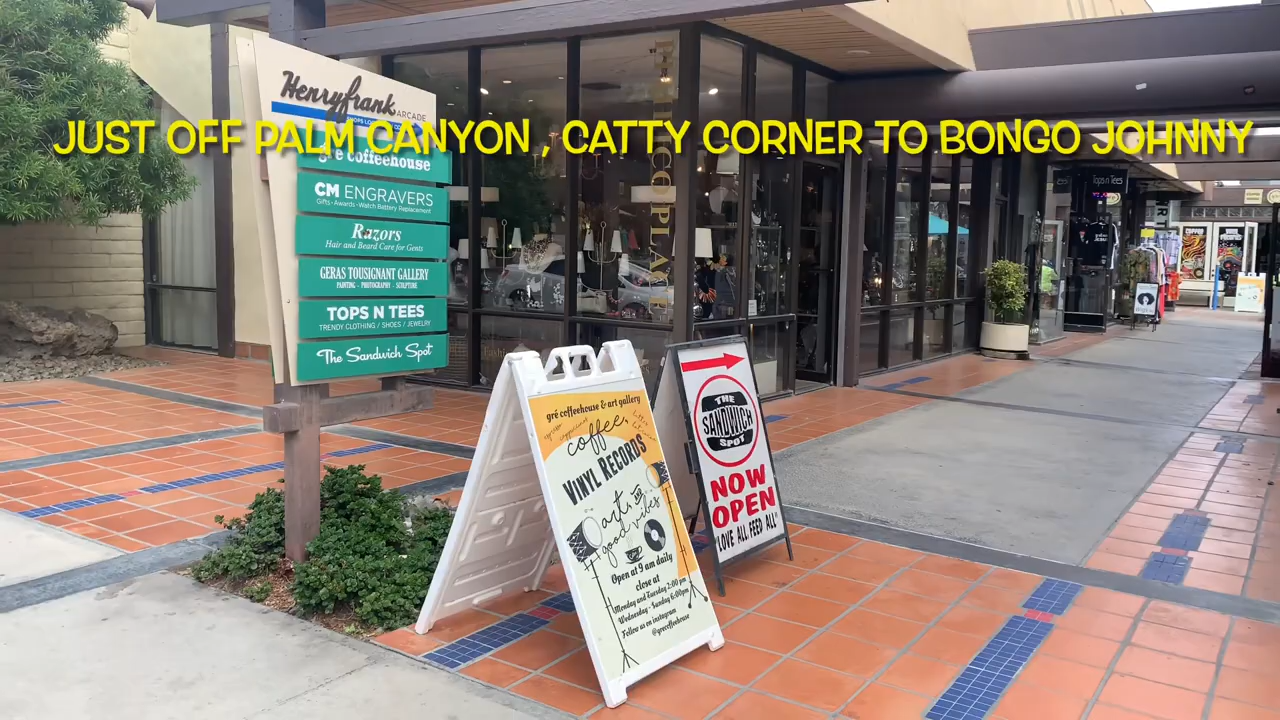 JUST OFF PALM CANYON, CATTY CORNER TO BONGO JOHNNY
Henryfrank ARCADE
gré coffeehouse
CM ENGRAVERS
Gifts - Awards - Watch Battery Replacement
Razors
Hair and Beard Care for Gents
GERAS TOUSIGNANT GALLERY
PAINTING - PHOTOGRAPHY - SCULPTURE
TOPS N TEES
TRENDY CLOTHING / SHOES / JEWELRY
The Sandwich Spot
gré coffeehouse & art gallery
coffee,
VINYL RECORDS
art, AND
good vibes
Open at 9 am daily
close at
Monday and Tuesday 2:00 pm
Wednesday - Sunday 6:00pm
Follow us on instagram
@grecoffeehouse
THE
SANDWICH
SPOT
NOW
OPEN
"LOVE ALL, FEED ALL"
Tops n Tees